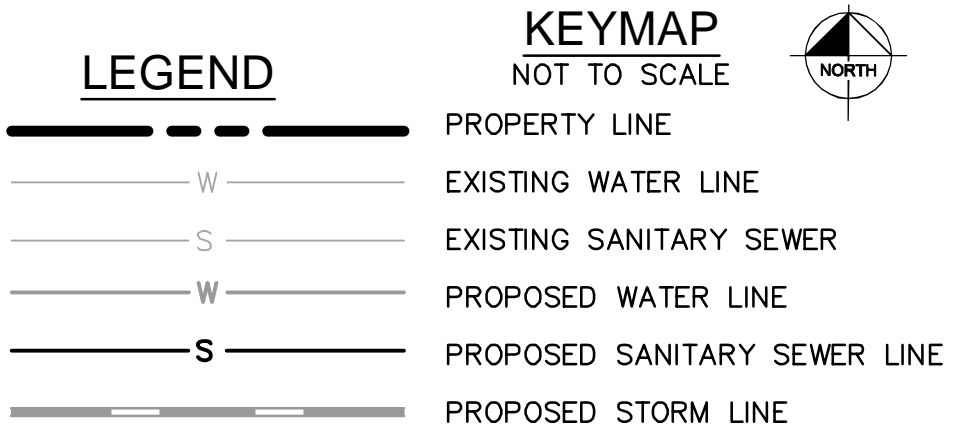 KEYMAP
NOT TO SCALE
NORTH
LEGEND
PROPERTY LINE
W EXISTING WATER LINE
S EXISTING SANITARY SEWER
W PROPOSED WATER LINE
S PROPOSED SANITARY SEWER LINE
PROPOSED STORM LINE